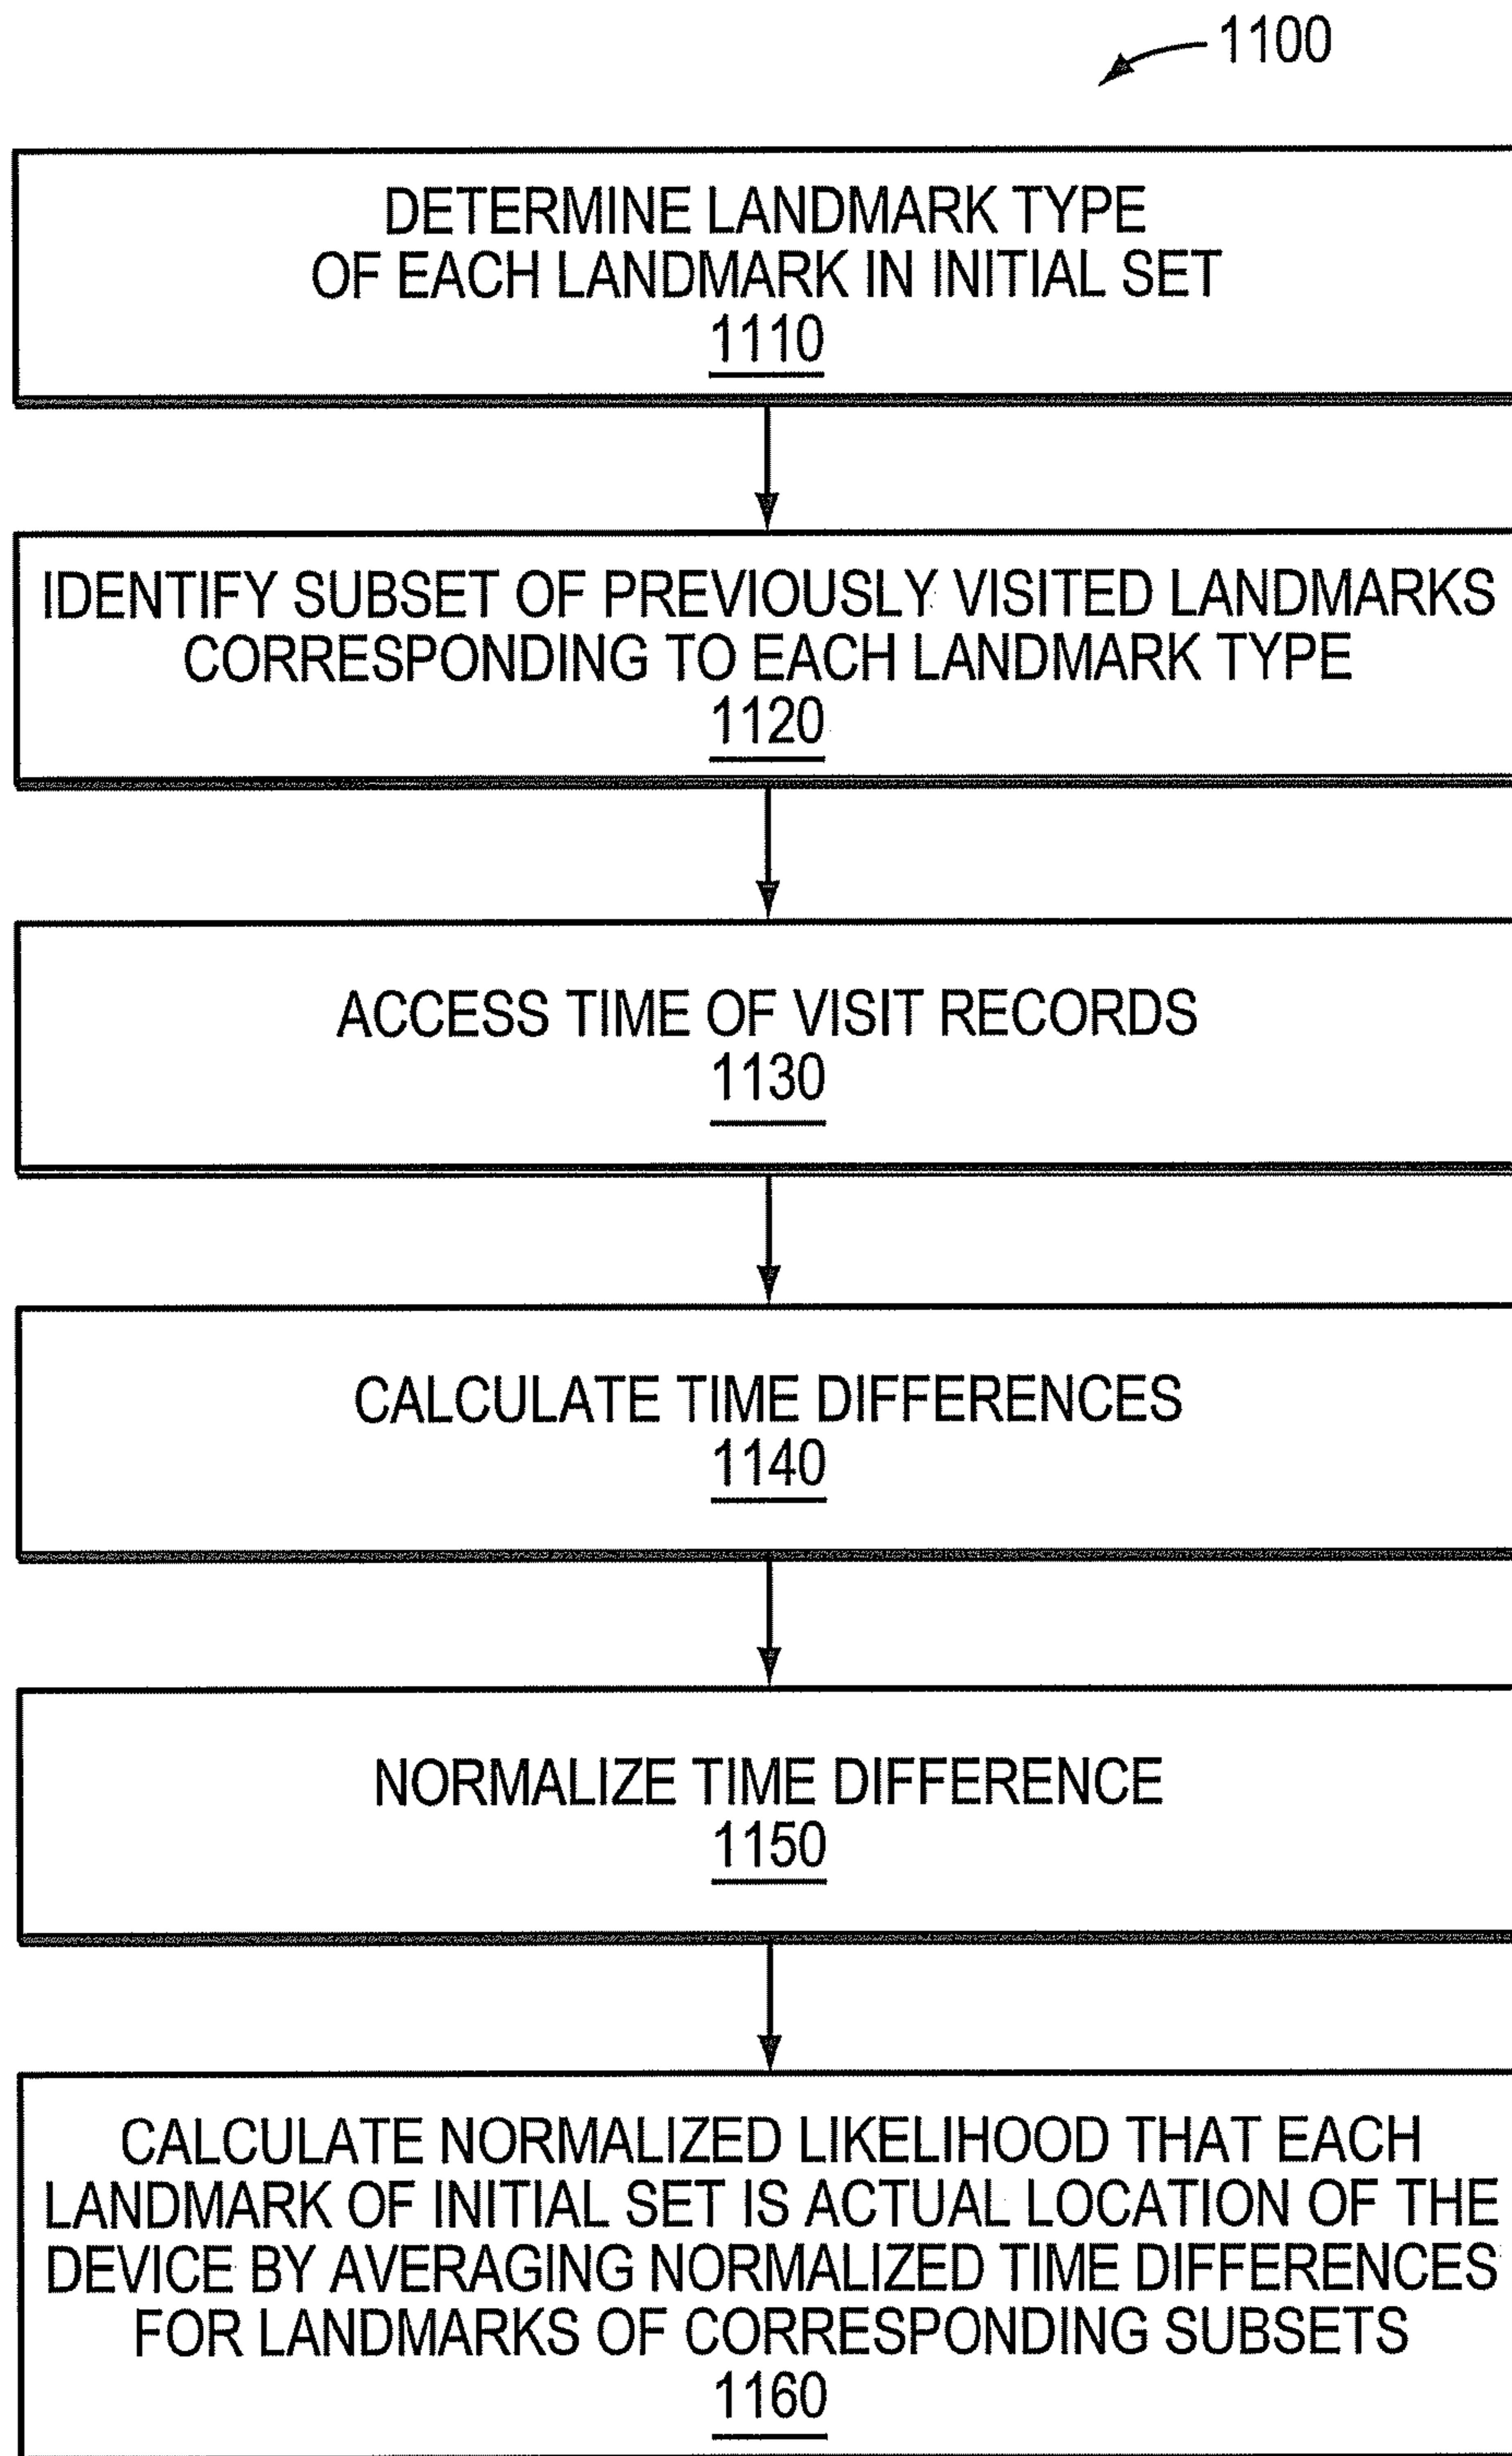 1100
DETERMINE LANDMARK TYPE
OF EACH LANDMARK IN INITIAL SET
1110
IDENTIFY SUBSET OF PREVIOUSLY VISITED LANDMARKS
CORRESPONDING TO EACH LANDMARK TYPE
1120
ACCESS TIME OF VISIT RECORDS
1130
CALCULATE TIME DIFFERENCES
1140
NORMALIZE TIME DIFFERENCE
1150
CALCULATE NORMALIZED LIKELIHOOD THAT EACH
LANDMARK OF INITIAL SET IS ACTUAL LOCATION OF THE
DEVICE BY AVERAGING NORMALIZED TIME DIFFERENCES
FOR LANDMARKS OF CORRESPONDING SUBSETS
1160